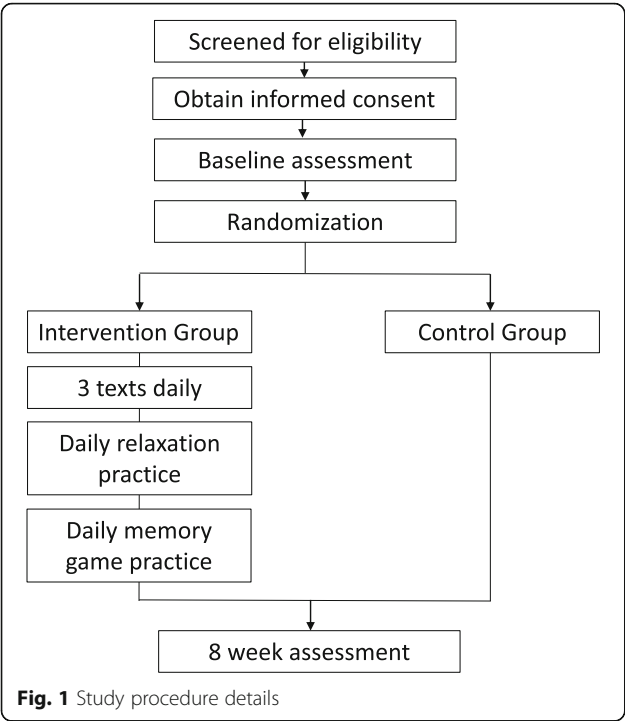 Screened for eligibility
Obtain informed consent
Baseline assessment
Randomization
Intervention Group
Control Group
3 texts daily
Daily relaxation
practice
Daily memory
game practice
8 week assessment
Fig. 1 Study procedure details